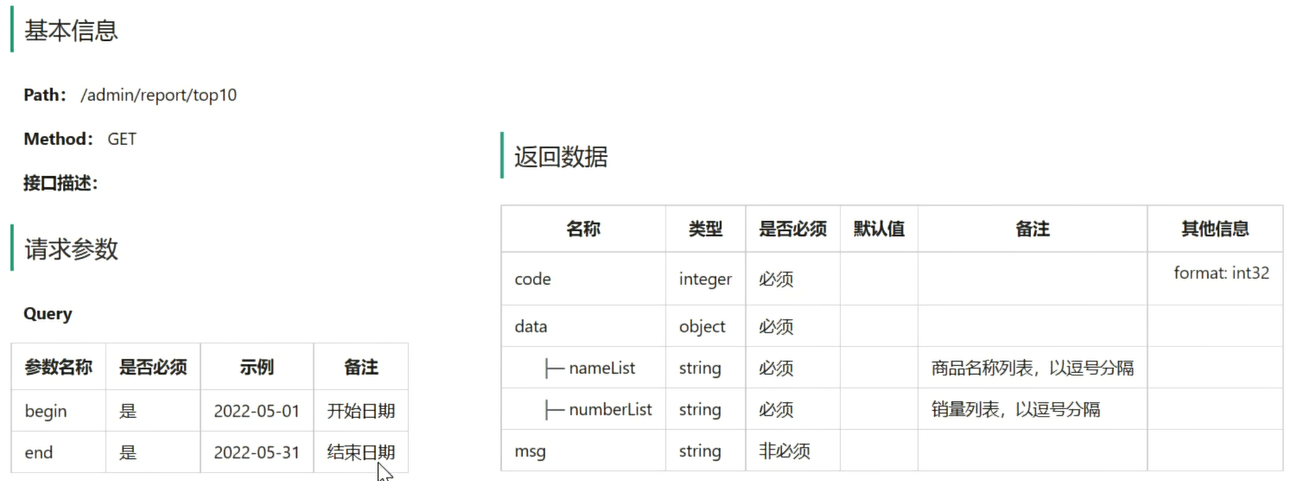 基本信息
Path： /admin/report/top10
Method： GET
接口描述：
请求参数
Query
参数名称 是否必须 示例 备注
begin 是 2022-05-01 开始日期
end 是 2022-05-31 结束日期
返回数据
名称 类型 是否必须 默认值 备注 其他信息
code integer 必须 format: int32
data object 必须
├─ nameList string 必须 商品名称列表，以逗号分隔
├─ numberList string 必须 销量列表，以逗号分隔
msg string 非必须